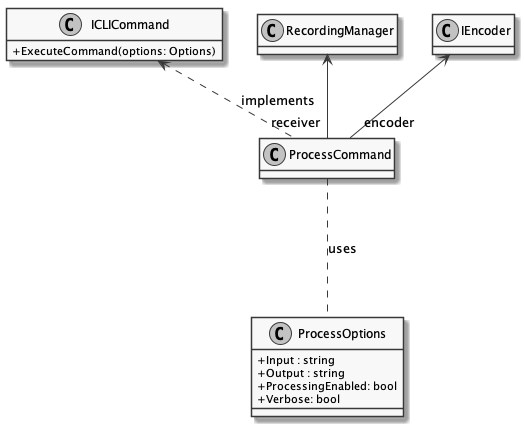 C ICLICommand
+ExecuteCommand(options: Options)
C RecordingManager
C IEncoder
implements
receiver
encoder
C ProcessCommand
uses
C ProcessOptions
+Input : string
+Output : string
+ProcessingEnabled: bool
+Verbose: bool